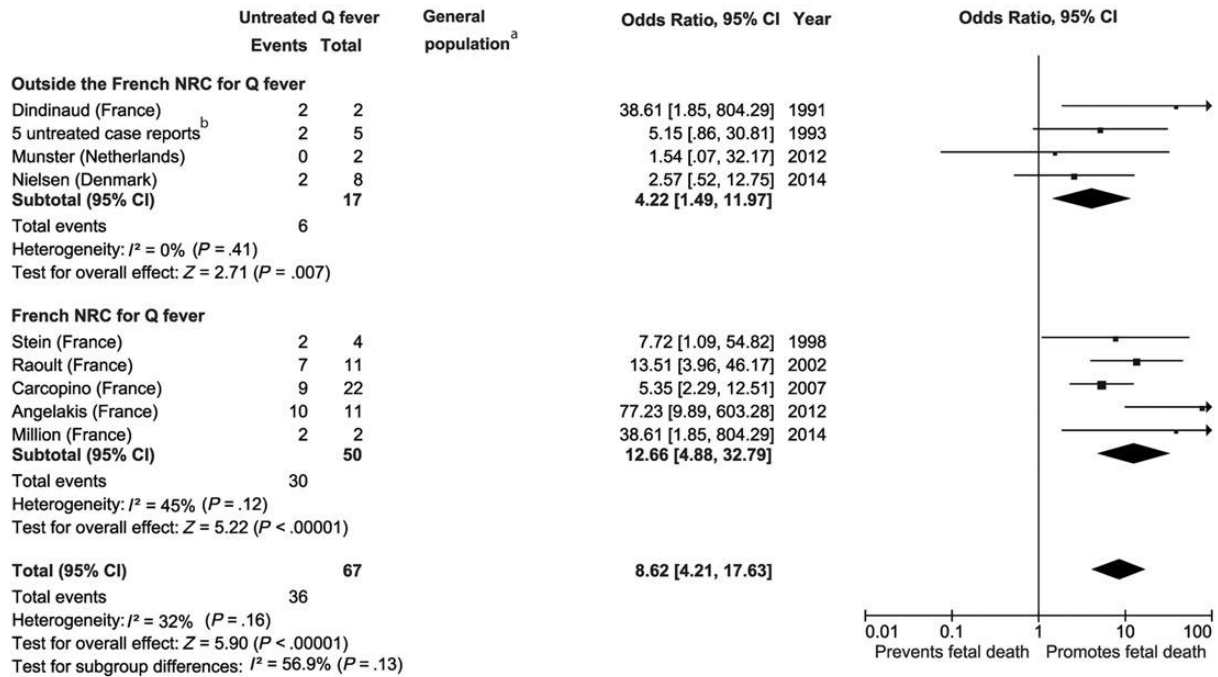 Untreated Q fever General Odds Ratio, 95% CI Year Odds Ratio, 95% CI
Events Total population^a
Outside the French NRC for Q fever
Dindinaud (France) 2 2 38.61 [1.85, 804.29] 1991
5 untreated case reports^b 2 5 5.15 [.86, 30.81] 1993
Munster (Netherlands) 0 2 1.54 [.07, 32.17] 2012
Nielsen (Denmark) 2 8 2.57 [.52, 12.75] 2014
Subtotal (95% CI) 17 4.22 [1.49, 11.97]
Total events 6
Heterogeneity: I² = 0% (P = .41)
Test for overall effect: Z = 2.71 (P = .007)
French NRC for Q fever
Stein (France) 2 4 7.72 [1.09, 54.82] 1998
Raoult (France) 7 11 13.51 [3.96, 46.17] 2002
Carcopino (France) 9 22 5.35 [2.29, 12.51] 2007
Angelakis (France) 10 11 77.23 [9.89, 603.28] 2012
Million (France) 2 2 38.61 [1.85, 804.29] 2014
Subtotal (95% CI) 50 12.66 [4.88, 32.79]
Total events 30
Heterogeneity: I² = 45% (P = .12)
Test for overall effect: Z = 5.22 (P < .00001)
Total (95% CI) 67 8.62 [4.21, 17.63]
Total events 36
Heterogeneity: I² = 32% (P = .16)
Test for overall effect: Z = 5.90 (P < .00001)
Test for subgroup differences: I² = 56.9% (P = .13)
0.01 0.1 1 10 100
Prevents fetal death Promotes fetal death